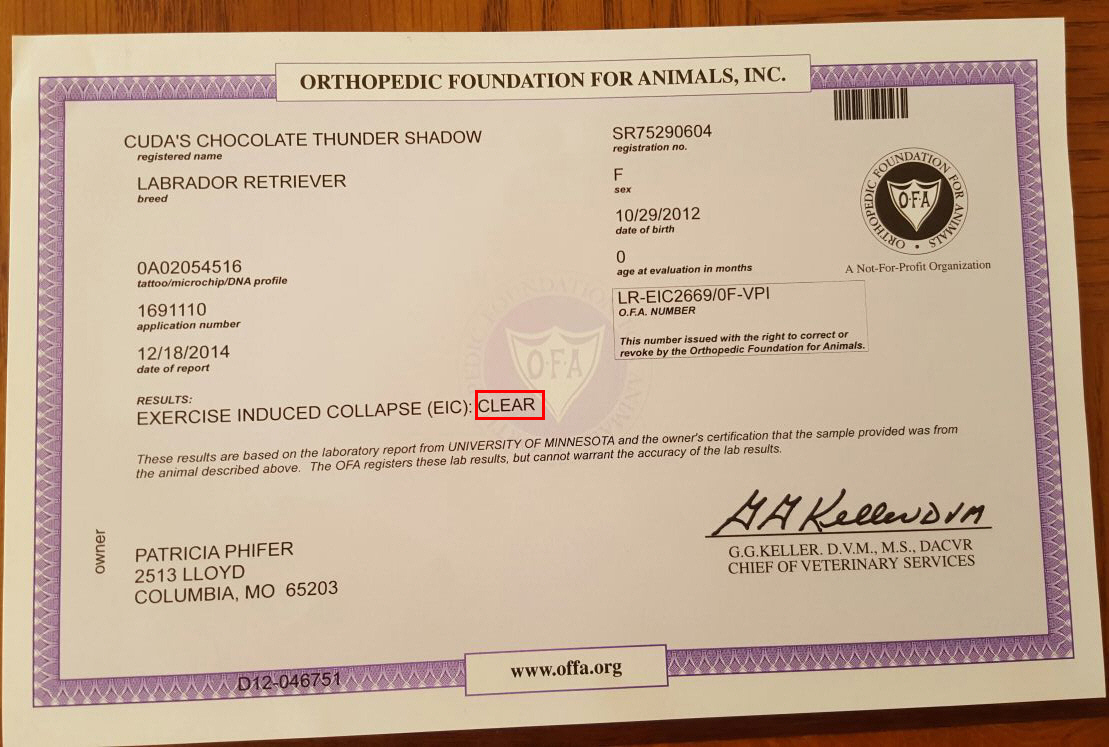 ORTHOPEDIC FOUNDATION FOR ANIMALS, INC.
CUDA'S CHOCOLATE THUNDER SHADOW
registered name
SR75290604
registration no.
LABRADOR RETRIEVER
breed
F
sex
10/29/2012
date of birth
ORTHOPEDIC FOUNDATION FOR ANIMALS
O·F·A
A Not-For-Profit Organization
0A02054516
tattoo/microchip/DNA profile
0
age at evaluation in months
1691110
application number
LR-EIC2669/0F-VPI
O.F.A. NUMBER
This number issued with the right to correct or
revoke by the Orthopedic Foundation for Animals.
12/18/2014
date of report
O·F·A
RESULTS:
EXERCISE INDUCED COLLAPSE (EIC): CLEAR
These results are based on the laboratory report from UNIVERSITY OF MINNESOTA and the owner's certification that the sample provided was from
the animal described above. The OFA registers these lab results, but cannot warrant the accuracy of the lab results.
GG Keller DVM
G.G.KELLER. D.V.M., M.S., DACVR
CHIEF OF VETERINARY SERVICES
owner
PATRICIA PHIFER
2513 LLOYD
COLUMBIA, MO 65203
www.offa.org
D12-046751